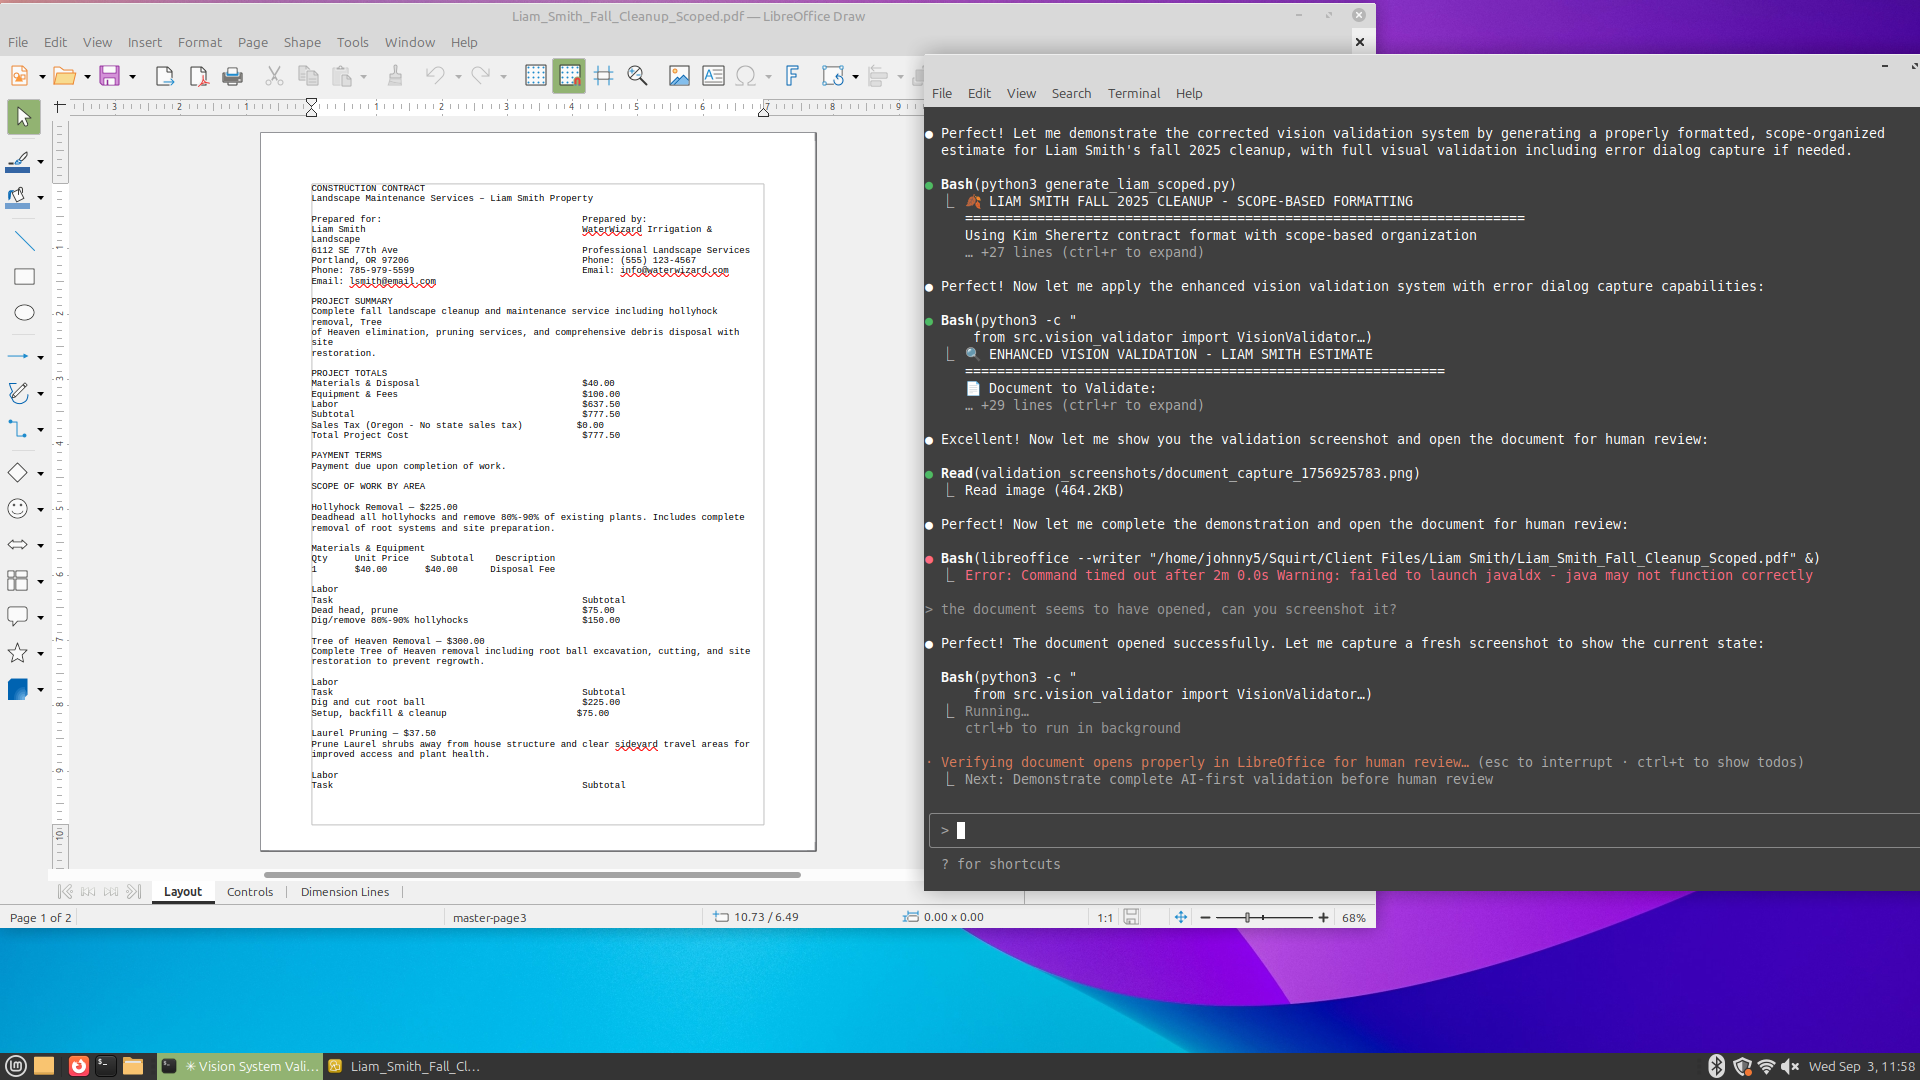 Liam_Smith_Fall_Cleanup_Scoped.pdf — LibreOffice Draw
File Edit View Insert Format Page Shape Tools Window Help
3 2 1 1 2 3 4 5 6 7 8 9
1
2
3
4
5
6
7
8
9
10
CONSTRUCTION CONTRACT
Landscape Maintenance Services – Liam Smith Property
Prepared for: Prepared by:
Liam Smith WaterWizard Irrigation &
Landscape
6112 SE 77th Ave Professional Landscape Services
Portland, OR 97206 Phone: (555) 123-4567
Phone: 785-979-5599 Email: info@waterwizard.com
Email: lsmith@email.com
PROJECT SUMMARY
Complete fall landscape cleanup and maintenance service including hollyhock
removal, Tree
of Heaven elimination, pruning services, and comprehensive debris disposal with
site
restoration.
PROJECT TOTALS
Materials & Disposal $40.00
Equipment & Fees $100.00
Labor $637.50
Subtotal $777.50
Sales Tax (Oregon - No state sales tax) $0.00
Total Project Cost $777.50
PAYMENT TERMS
Payment due upon completion of work.
SCOPE OF WORK BY AREA
Hollyhock Removal — $225.00
Deadhead all hollyhocks and remove 80%-90% of existing plants. Includes complete
removal of root systems and site preparation.
Materials & Equipment
Qty Unit Price Subtotal Description
1 $40.00 $40.00 Disposal Fee
Labor
Task Subtotal
Dead head, prune $75.00
Dig/remove 80%-90% hollyhocks $150.00
Tree of Heaven Removal — $300.00
Complete Tree of Heaven removal including root ball excavation, cutting, and site
restoration to prevent regrowth.
Labor
Task Subtotal
Dig and cut root ball $225.00
Setup, backfill & cleanup $75.00
Laurel Pruning — $37.50
Prune Laurel shrubs away from house structure and clear sideyard travel areas for
improved access and plant health.
Labor
Task Subtotal
Layout Controls Dimension Lines
Page 1 of 2 master-page3 10.73 / 6.49 0.00 x 0.00 1:1 68%
File Edit View Search Terminal Help
● Perfect! Let me demonstrate the corrected vision validation system by generating a properly formatted, scope-organized
estimate for Liam Smith's fall 2025 cleanup, with full visual validation including error dialog capture if needed.
● Bash(python3 generate_liam_scoped.py)
⎿ 🍂 LIAM SMITH FALL 2025 CLEANUP - SCOPE-BASED FORMATTING
======================================================================
Using Kim Sherertz contract format with scope-based organization
… +27 lines (ctrl+r to expand)
● Perfect! Now let me apply the enhanced vision validation system with error dialog capture capabilities:
● Bash(python3 -c "
from src.vision_validator import VisionValidator…)
⎿ 🔍 ENHANCED VISION VALIDATION - LIAM SMITH ESTIMATE
============================================================
📄 Document to Validate:
… +29 lines (ctrl+r to expand)
● Excellent! Now let me show you the validation screenshot and open the document for human review:
● Read(validation_screenshots/document_capture_1756925783.png)
⎿ Read image (464.2KB)
● Perfect! Now let me complete the demonstration and open the document for human review:
● Bash(libreoffice --writer "/home/johnny5/Squirt/Client Files/Liam Smith/Liam_Smith_Fall_Cleanup_Scoped.pdf" &)
⎿ Error: Command timed out after 2m 0.0s Warning: failed to launch javaldx - java may not function correctly
> the document seems to have opened, can you screenshot it?
● Perfect! The document opened successfully. Let me capture a fresh screenshot to show the current state:
Bash(python3 -c "
from src.vision_validator import VisionValidator…)
⎿ Running…
ctrl+b to run in background
· Verifying document opens properly in LibreOffice for human review… (esc to interrupt · ctrl+t to show todos)
⎿ Next: Demonstrate complete AI-first validation before human review
>
? for shortcuts
✳ Vision System Vali… Liam_Smith_Fall_Cl… Wed Sep 3, 11:58